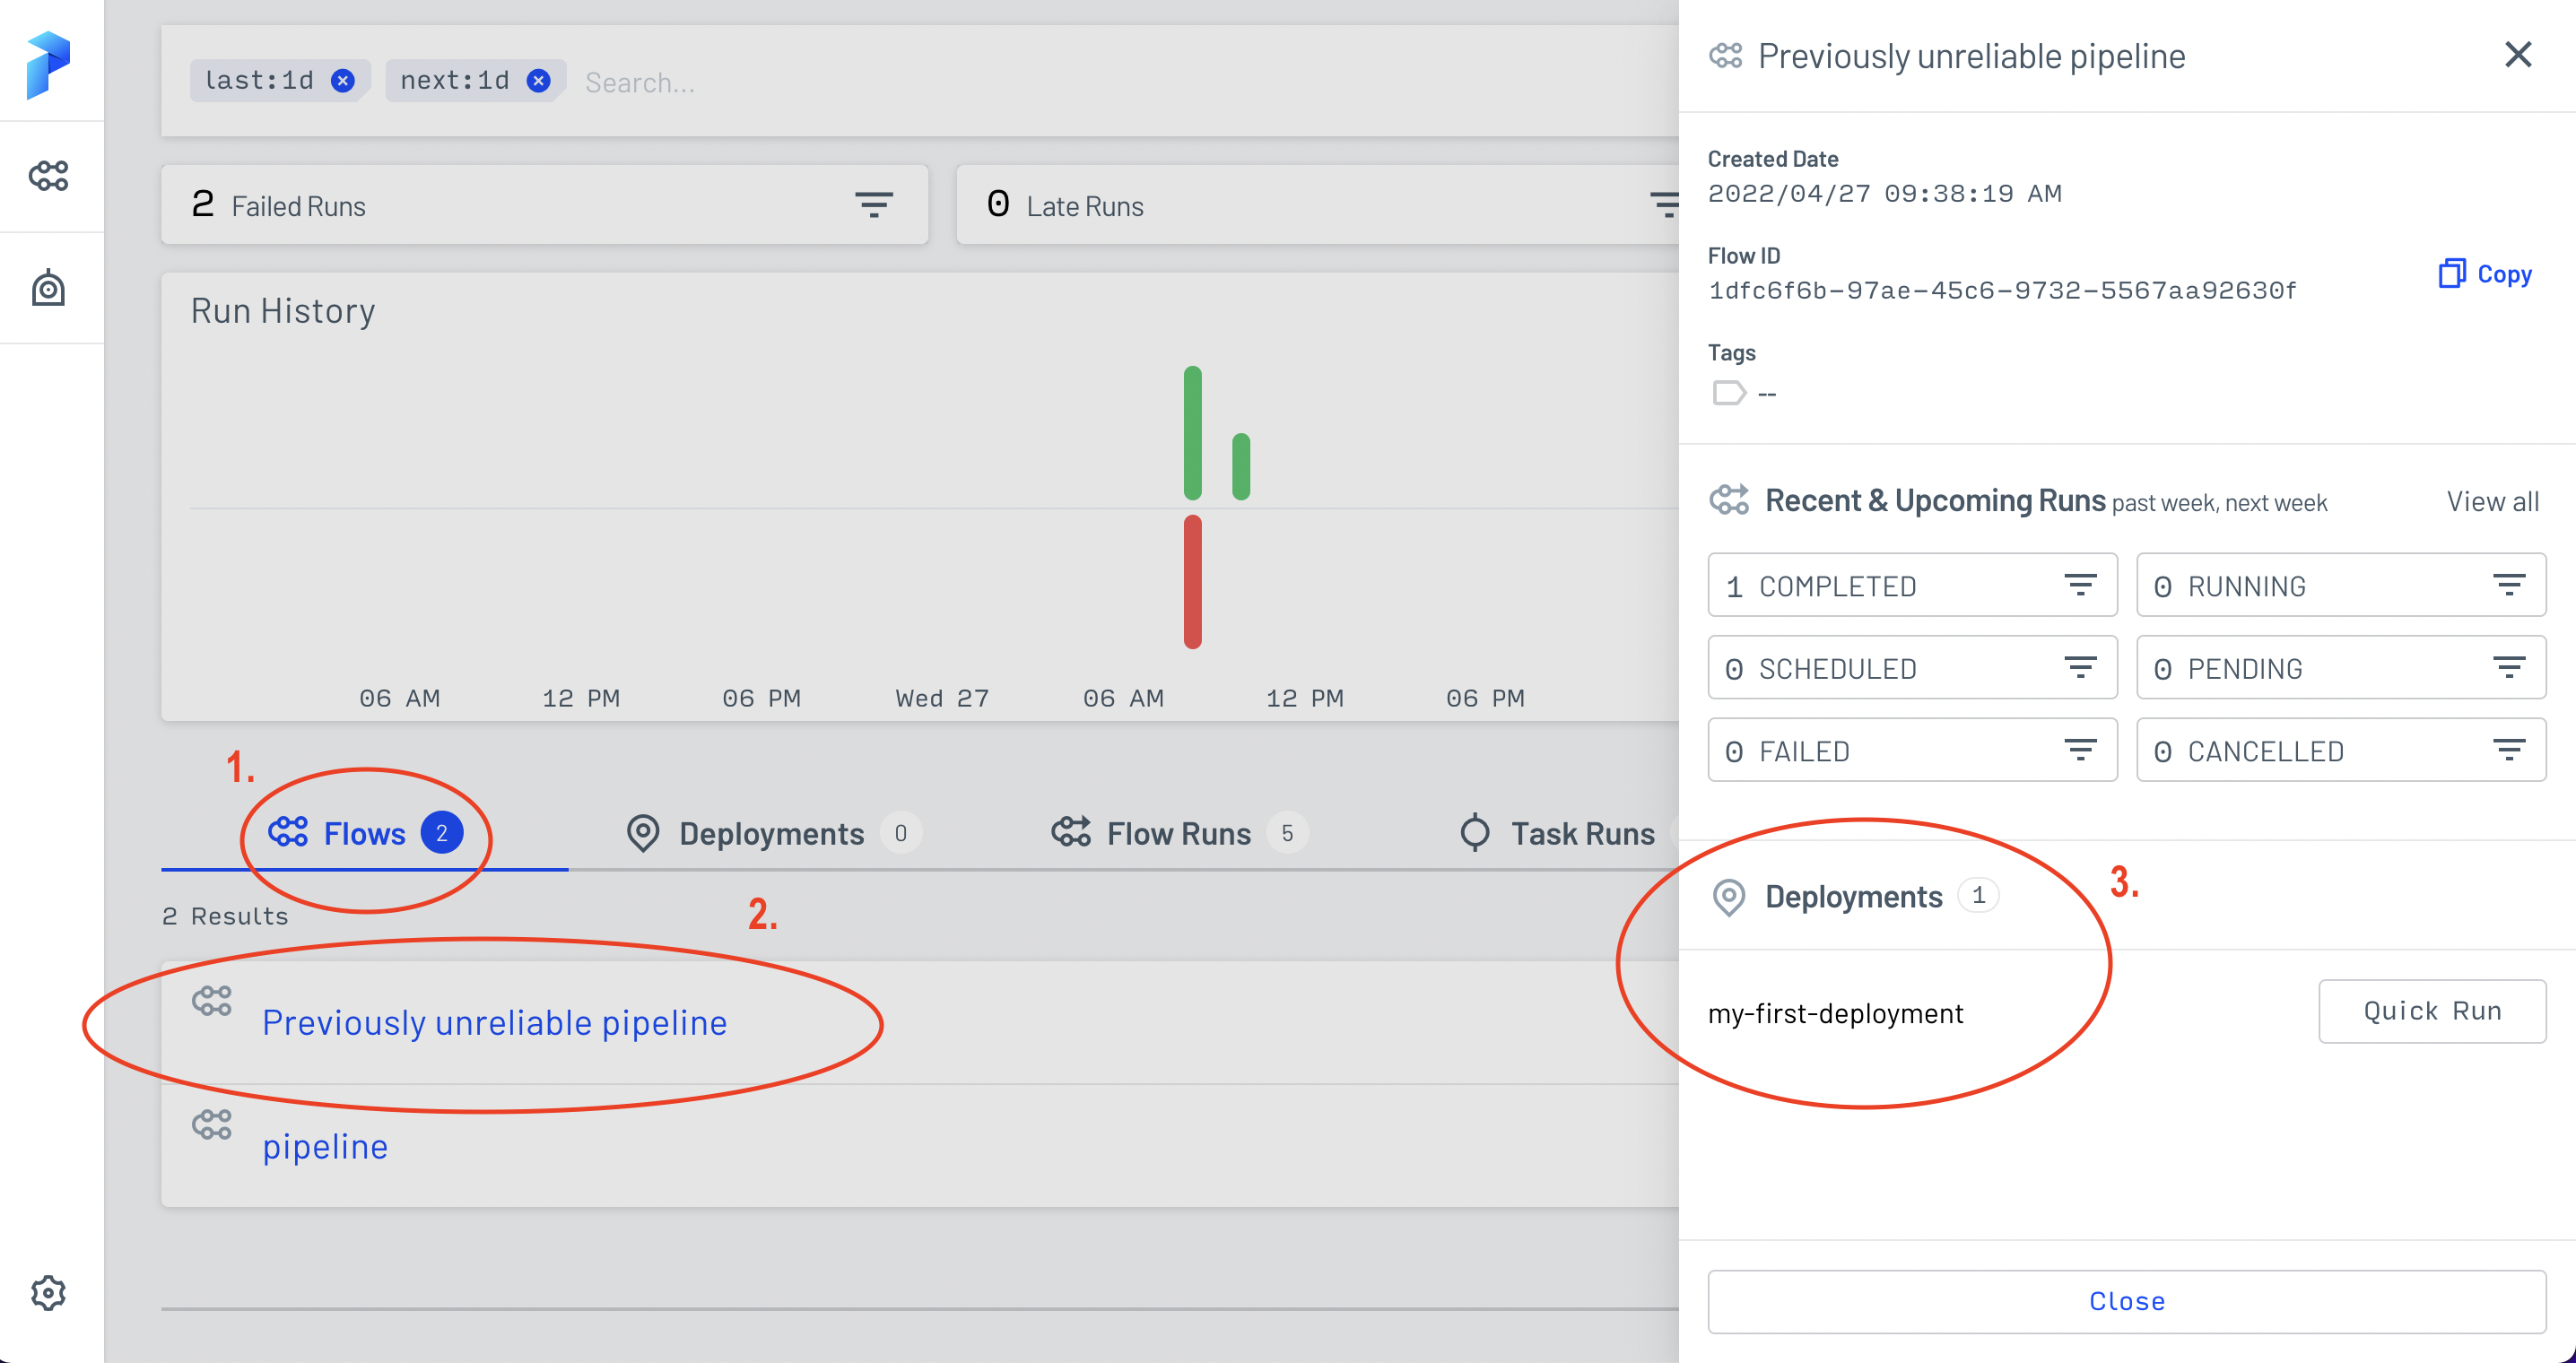 last:1d
next:1d
Search...
2 Failed Runs
0 Late Runs
Run History
06 AM 12 PM 06 PM Wed 27 06 AM 12 PM 06 PM
1.
Flows 2
Deployments 0
Flow Runs 5
Task Runs
2 Results
2.
Previously unreliable pipeline
pipeline
Previously unreliable pipeline
Created Date
2022/04/27 09:38:19 AM
Flow ID
1dfc6f6b-97ae-45c6-9732-5567aa92630f
Copy
Tags
--
Recent & Upcoming Runs past week, next week
View all
1 COMPLETED
0 RUNNING
0 SCHEDULED
0 PENDING
0 FAILED
0 CANCELLED
Deployments 1
3.
my-first-deployment
Quick Run
Close